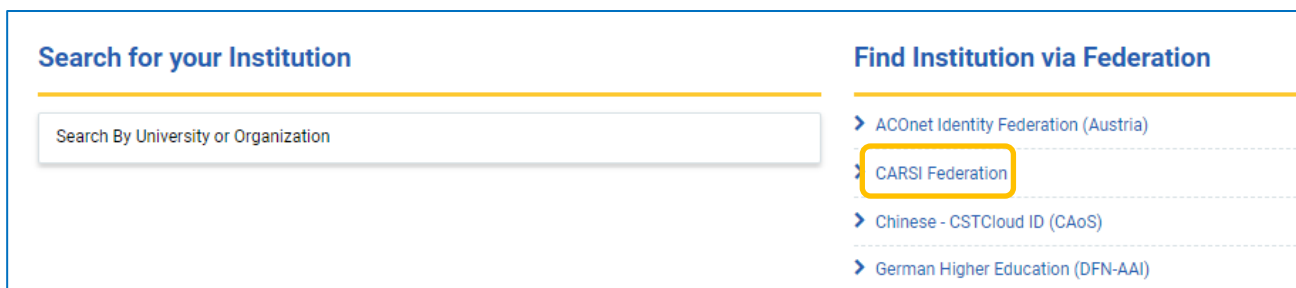 Search for your Institution
Search By University or Organization
Find Institution via Federation
ACOnet Identity Federation (Austria)
CARSI Federation
Chinese - CSTCloud ID (CAoS)
German Higher Education (DFN-AAI)